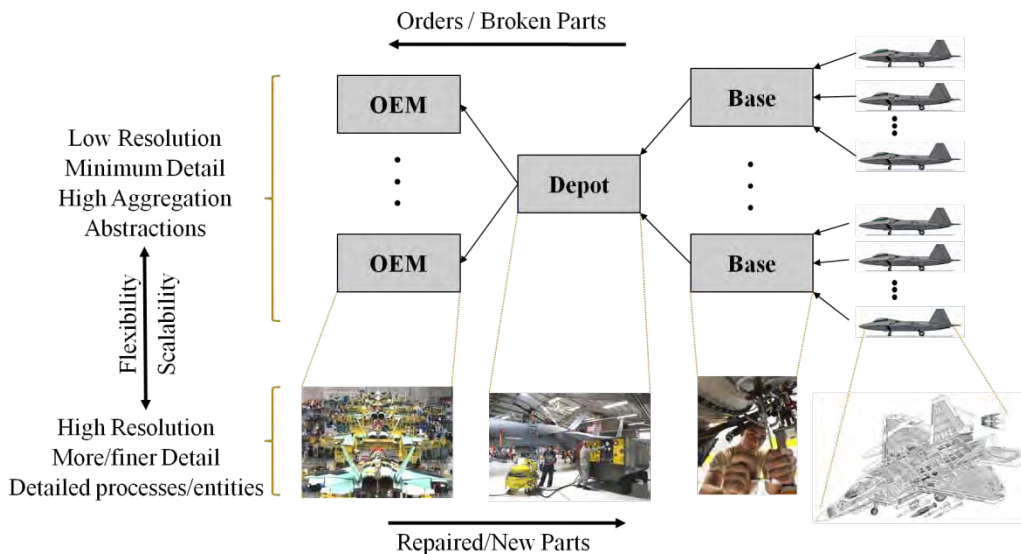 Orders / Broken Parts
OEM
Base
Low Resolution
Minimum Detail
High Aggregation
Abstractions
Depot
OEM
Base
Flexibility
Scalability
High Resolution
More/finer Detail
Detailed processes/entities
Repaired/New Parts